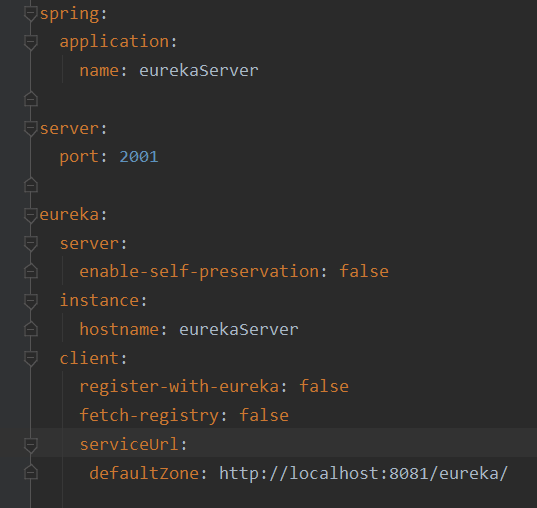 spring:
  application:
    name: eurekaServer
server:
  port: 2001
eureka:
  server:
    enable-self-preservation: false
  instance:
    hostname: eurekaServer
  client:
    register-with-eureka: false
    fetch-registry: false
    serviceUrl:
     defaultZone: http://localhost:8081/eureka/